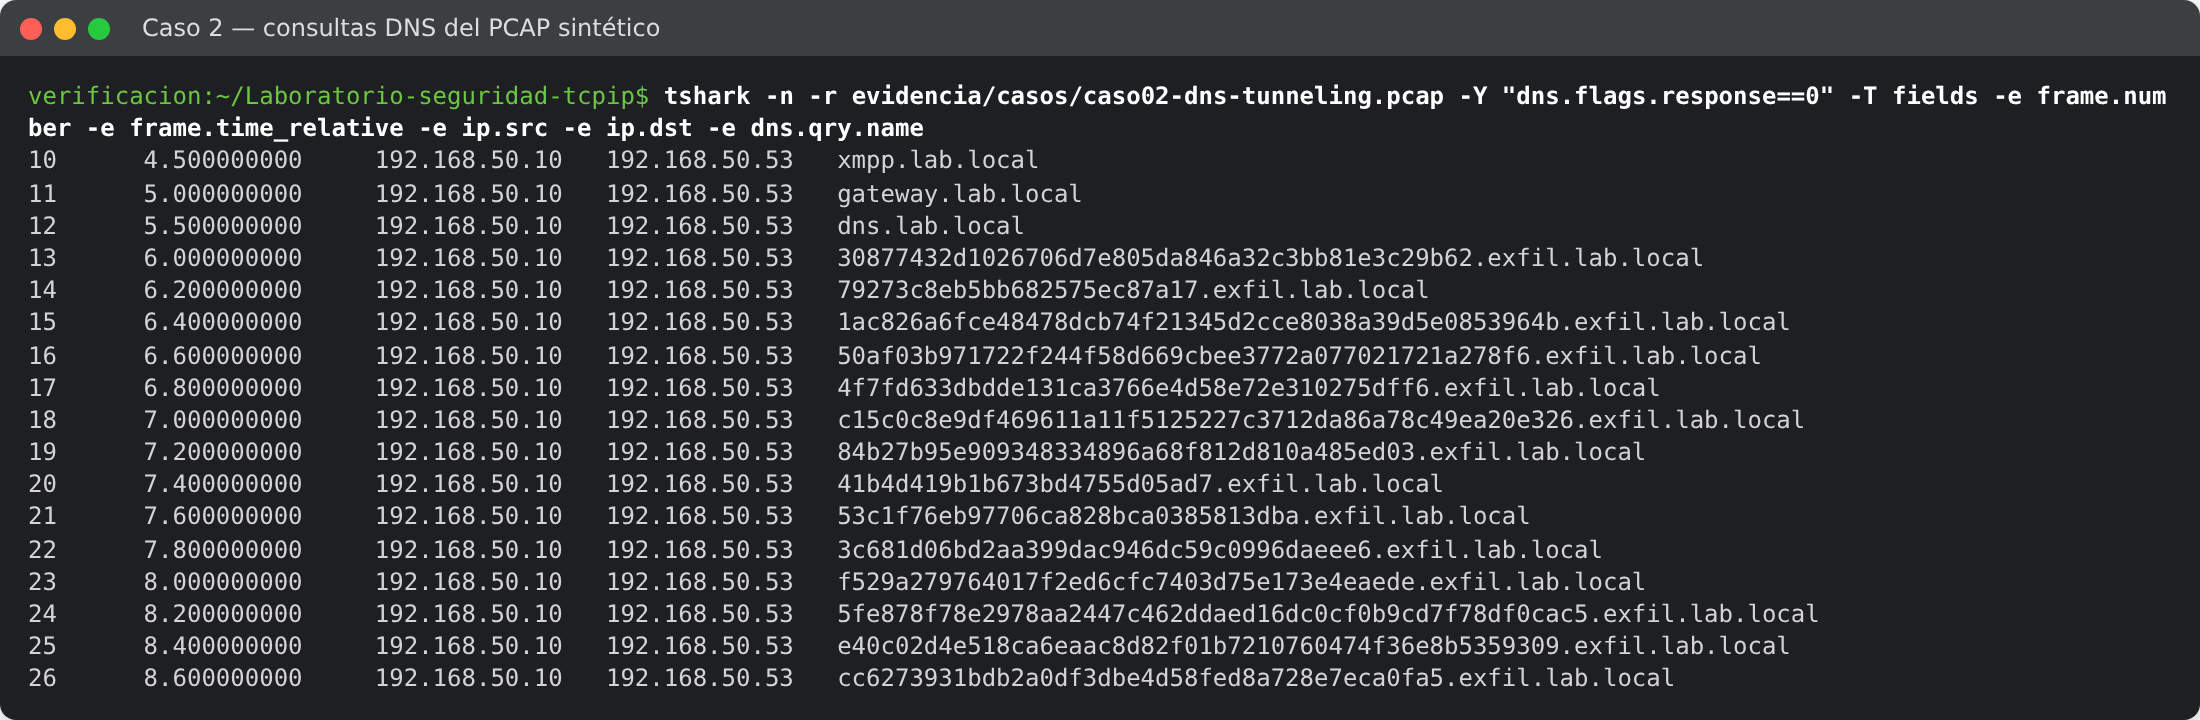 Caso 2 — consultas DNS del PCAP sintético
verificacion:~/Laboratorio-seguridad-tcpip$ tshark -n -r evidencia/casos/caso02-dns-tunneling.pcap -Y "dns.flags.response==0" -T fields -e frame.num
ber -e frame.time_relative -e ip.src -e ip.dst -e dns.qry.name
10 4.500000000 192.168.50.10 192.168.50.53 xmpp.lab.local
11 5.000000000 192.168.50.10 192.168.50.53 gateway.lab.local
12 5.500000000 192.168.50.10 192.168.50.53 dns.lab.local
13 6.000000000 192.168.50.10 192.168.50.53 30877432d1026706d7e805da846a32c3bb81e3c29b62.exfil.lab.local
14 6.200000000 192.168.50.10 192.168.50.53 79273c8eb5bb682575ec87a17.exfil.lab.local
15 6.400000000 192.168.50.10 192.168.50.53 1ac826a6fce48478dcb74f21345d2cce8038a39d5e0853964b.exfil.lab.local
16 6.600000000 192.168.50.10 192.168.50.53 50af03b971722f244f58d669cbee3772a077021721a278f6.exfil.lab.local
17 6.800000000 192.168.50.10 192.168.50.53 4f7fd633dbdde131ca3766e4d58e72e310275dff6.exfil.lab.local
18 7.000000000 192.168.50.10 192.168.50.53 c15c0c8e9df469611a11f5125227c3712da86a78c49ea20e326.exfil.lab.local
19 7.200000000 192.168.50.10 192.168.50.53 84b27b95e909348334896a68f812d810a485ed03.exfil.lab.local
20 7.400000000 192.168.50.10 192.168.50.53 41b4d419b1b673bd4755d05ad7.exfil.lab.local
21 7.600000000 192.168.50.10 192.168.50.53 53c1f76eb97706ca828bca0385813dba.exfil.lab.local
22 7.800000000 192.168.50.10 192.168.50.53 3c681d06bd2aa399dac946dc59c0996daeee6.exfil.lab.local
23 8.000000000 192.168.50.10 192.168.50.53 f529a279764017f2ed6cfc7403d75e173e4eaede.exfil.lab.local
24 8.200000000 192.168.50.10 192.168.50.53 5fe878f78e2978aa2447c462ddaed16dc0cf0b9cd7f78df0cac5.exfil.lab.local
25 8.400000000 192.168.50.10 192.168.50.53 e40c02d4e518ca6eaac8d82f01b7210760474f36e8b5359309.exfil.lab.local
26 8.600000000 192.168.50.10 192.168.50.53 cc6273931bdb2a0df3dbe4d58fed8a728e7eca0fa5.exfil.lab.local